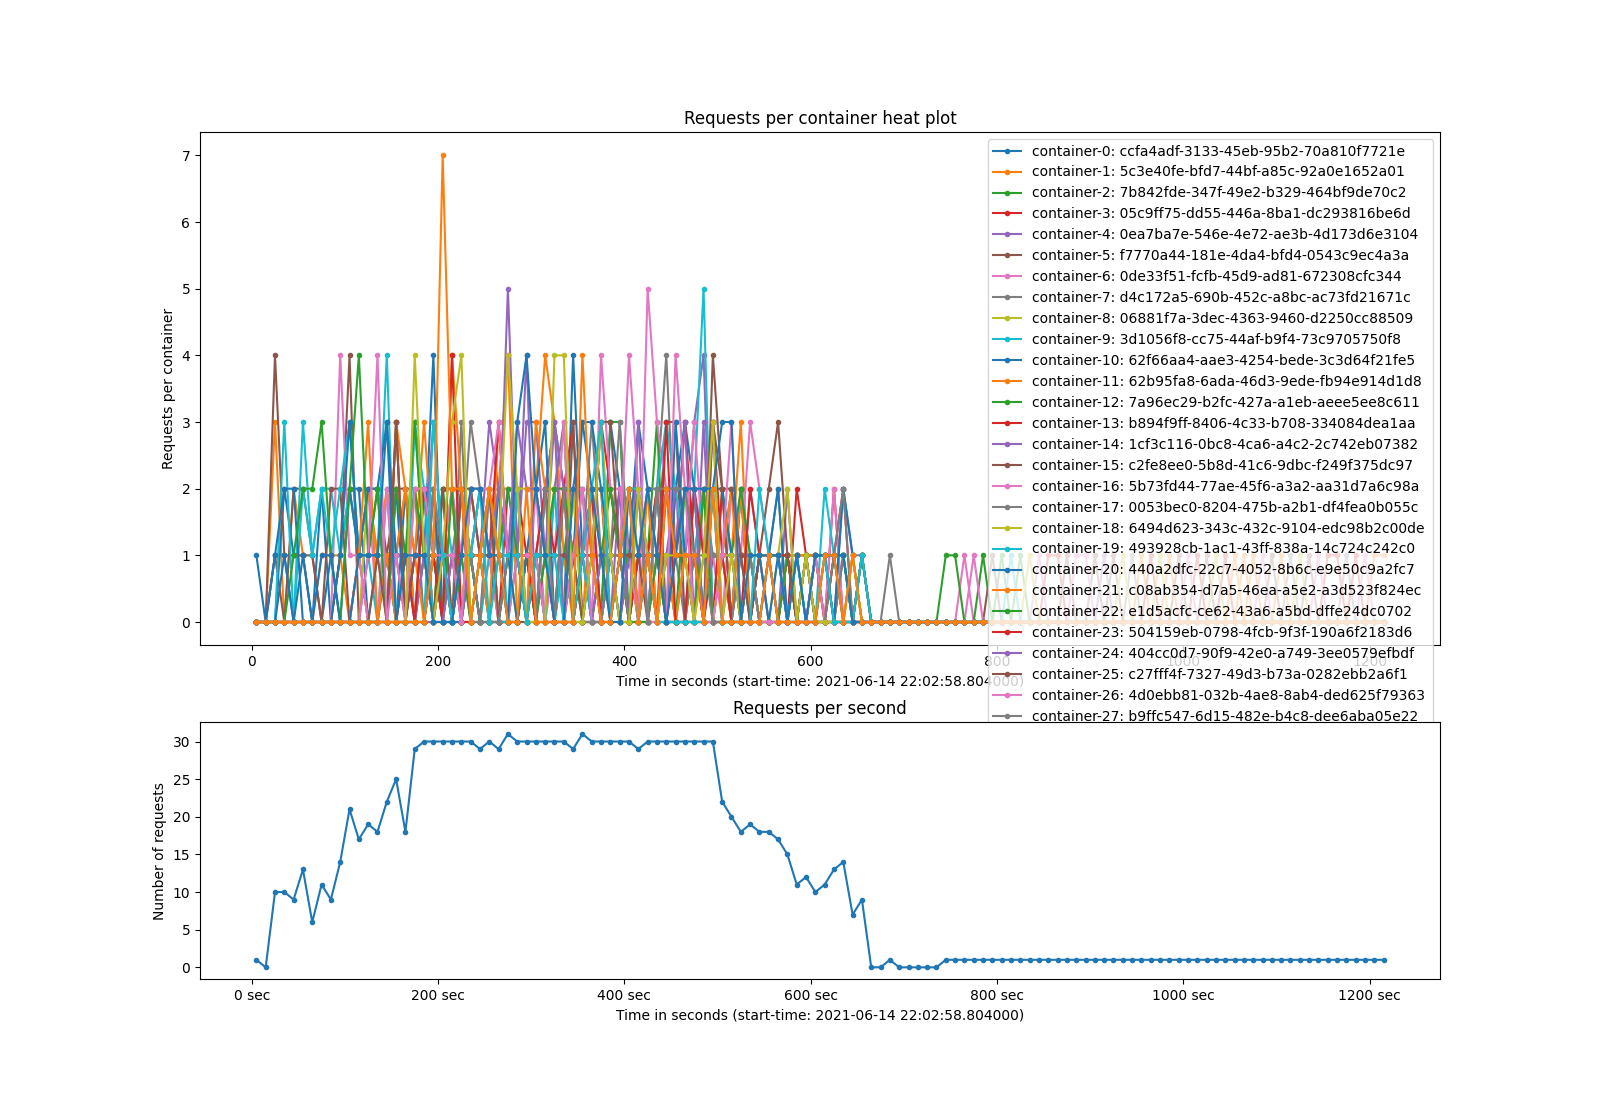 Requests per container heat plot
7
6
5
4
3
2
1
0
Requests per container
container-0: ccfa4adf-3133-45eb-95b2-70a810f7721e
container-1: 5c3e40fe-bfd7-44bf-a85c-92a0e1652a01
container-2: 7b842fde-347f-49e2-b329-464bf9de70c2
container-3: 05c9ff75-dd55-446a-8ba1-dc293816be6d
container-4: 0ea7ba7e-546e-4e72-ae3b-4d173d6e3104
container-5: f7770a44-181e-4da4-bfd4-0543c9ec4a3a
container-6: 0de33f51-fcfb-45d9-ad81-672308cfc344
container-7: d4c172a5-690b-452c-a8bc-ac73fd21671c
container-8: 06881f7a-3dec-4363-9460-d2250cc88509
container-9: 3d1056f8-cc75-44af-b9f4-73c9705750f8
container-10: 62f66aa4-aae3-4254-bede-3c3d64f21fe5
container-11: 62b95fa8-6ada-46d3-9ede-fb94e914d1d8
container-12: 7a96ec29-b2fc-427a-a1eb-aeee5ee8c611
container-13: b894f9ff-8406-4c33-b708-334084dea1aa
container-14: 1cf3c116-0bc8-4ca6-a4c2-2c742eb07382
container-15: c2fe8ee0-5b8d-41c6-9dbc-f249f375dc97
container-16: 5b73fd44-77ae-45f6-a3a2-aa31d7a6c98a
container-17: 0053bec0-8204-475b-a2b1-df4fea0b055c
container-18: 6494d623-343c-432c-9104-edc98b2c00de
container-19: 493928cb-1ac1-43ff-838a-14c724c242c0
container-20: 440a2dfc-22c7-4052-8b6c-e9e50c9a2fc7
container-21: c08ab354-d7a5-46ea-a5e2-a3d523f824ec
container-22: e1d5acfc-ce62-43a6-a5bd-dffe24dc0702
container-23: 504159eb-0798-4fcb-9f3f-190a6f2183d6
container-24: 404cc0d7-90f9-42e0-a749-3ee0579efbdf
container-25: c27fff4f-7327-49d3-b73a-0282ebb2a6f1
container-26: 4d0ebb81-032b-4ae8-8ab4-ded625f79363
container-27: b9ffc547-6d15-482e-b4c8-dee6aba05e22
0 200 400 600 800 1000 1200
Time in seconds (start-time: 2021-06-14 22:02:58.804000)
Requests per second
30
25
20
15
10
5
0
Number of requests
0 sec 200 sec 400 sec 600 sec 800 sec 1000 sec 1200 sec
Time in seconds (start-time: 2021-06-14 22:02:58.804000)